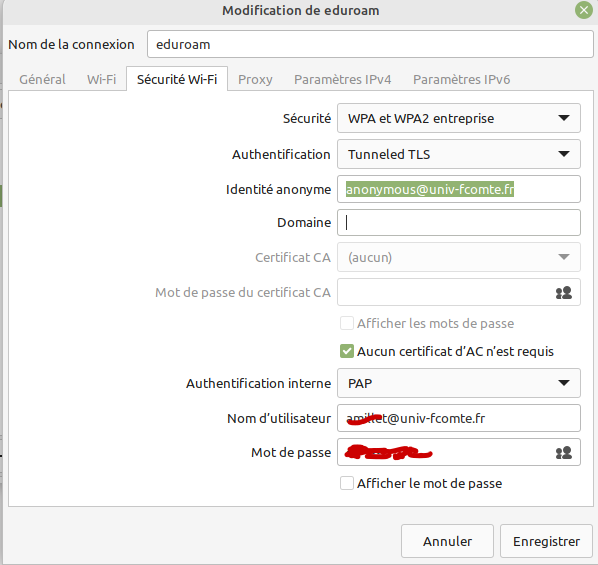 Modification de eduroam
Nom de la connexion eduroam
Général Wi-Fi Sécurité Wi-Fi Proxy Paramètres IPv4 Paramètres IPv6
Sécurité WPA et WPA2 entreprise
Authentification Tunneled TLS
Identité anonyme anonymous@univ-fcomte.fr
Domaine
Certificat CA (aucun)
Mot de passe du certificat CA
Afficher les mots de passe
Aucun certificat d’AC n’est requis
Authentification interne PAP
Nom d’utilisateur @univ-fcomte.fr
Mot de passe
Afficher le mot de passe
Annuler Enregistrer